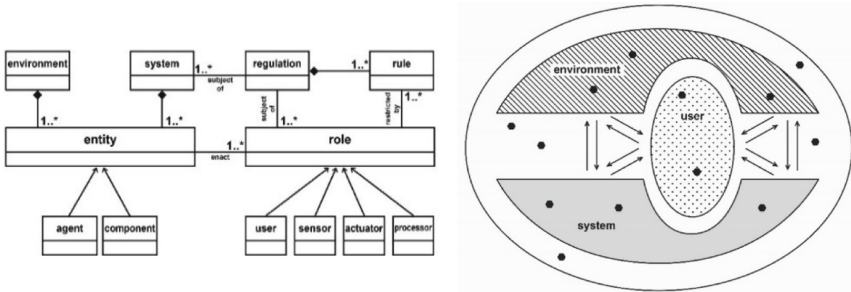 environment
system
regulation
rule
1..*
subject
of
1..*
1..*
1..*
subject
of
1..*
restricted
by
1..*
entity
1..*
enact
role
agent
component
user
sensor
actuator
processor
environment
user
system